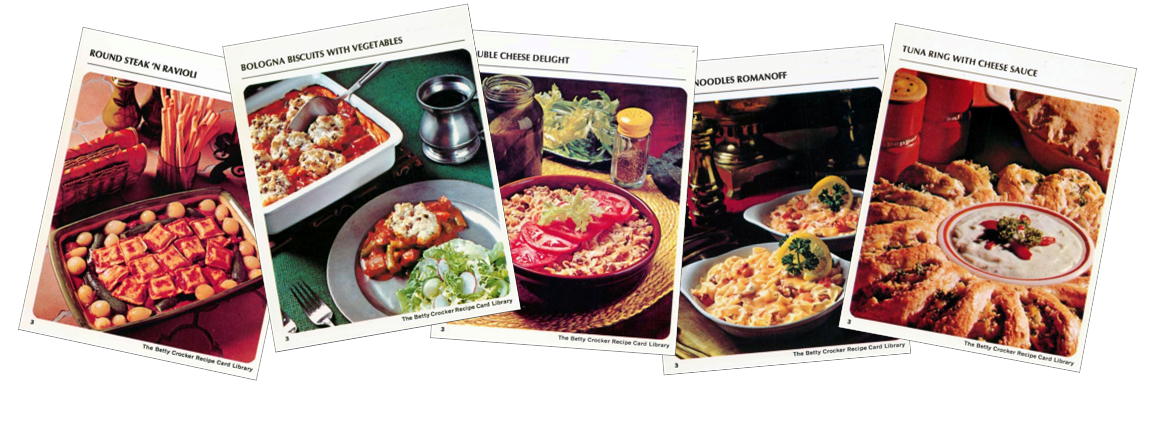 ROUND STEAK 'N RAVIOLI
3
The Betty Crocker Recipe Card Library
BOLOGNA BISCUITS WITH VEGETABLES
3
The Betty Crocker Recipe Card Library
UBLE CHEESE DELIGHT
3
The Betty Crocker Recipe Card Library
NOODLES ROMANOFF
3
The Betty Crocker Recipe Card Library
TUNA RING WITH CHEESE SAUCE
3
The Betty Crocker Recipe Card Library